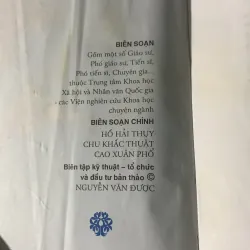 BIÊN SOẠN
Gồm một số Giáo sư,
Phó giáo sư, Tiến sĩ,
Phó tiến sĩ, Chuyên gia...
thuộc Trung tâm Khoa học
Xã hội và Nhân văn Quốc gia
- các Viện nghiên cứu Khoa học
chuyên ngành
BIÊN SOẠN CHÍNH
HỒ HẢI THỤY
CHU KHẮC THUẬT
CAO XUÂN PHỔ
Biên tập kỹ thuật – tổ chức
và đầu tư bản thảo ©
NGUYỄN VĂN ĐƯỢC